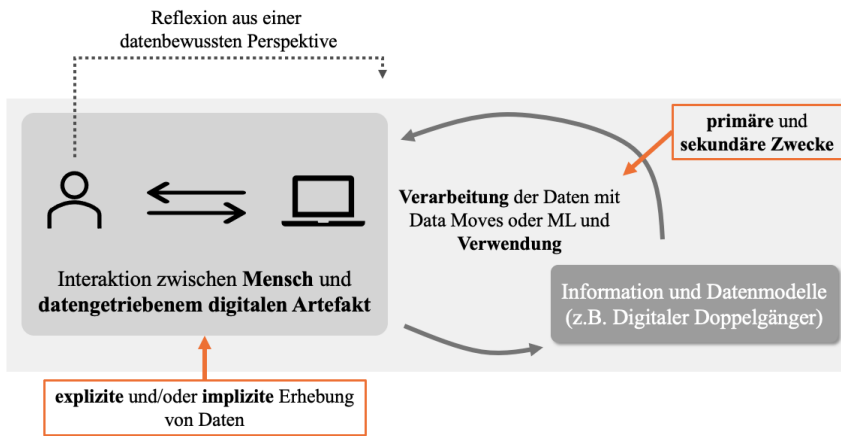 Reflexion aus einer
datenbewussten Perspektive
primäre und
sekundäre Zwecke
Verarbeitung der Daten mit
Data Moves oder ML und
Verwendung
Interaktion zwischen Mensch und
datengetriebenem digitalen Artefakt
Information und Datenmodelle
(z.B. Digitaler Doppelgänger)
explizite und/oder implizite Erhebung
von Daten